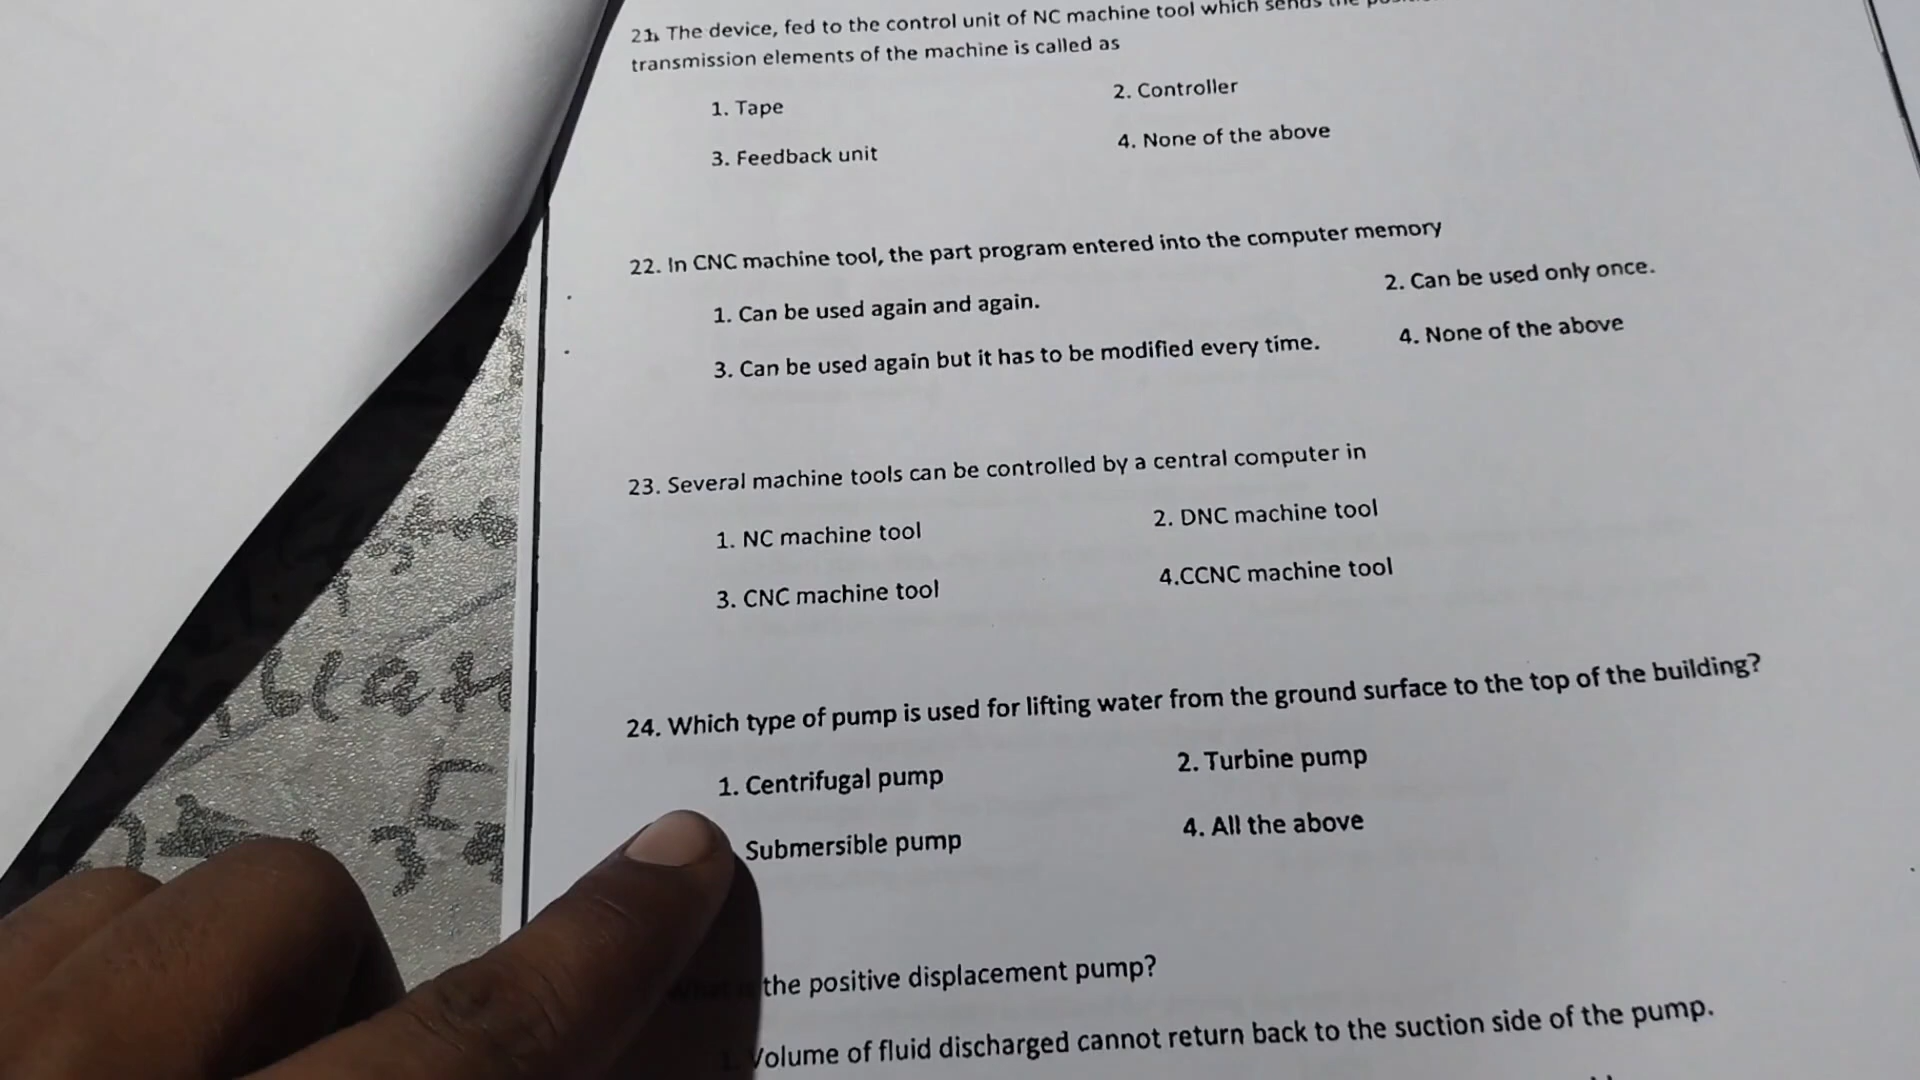 21. The device, fed to the control unit of NC machine tool which sends the
transmission elements of the machine is called as
1. Tape
2. Controller
3. Feedback unit
4. None of the above
22. In CNC machine tool, the part program entered into the computer memory
1. Can be used again and again.
2. Can be used only once.
3. Can be used again but it has to be modified every time.
4. None of the above
23. Several machine tools can be controlled by a central computer in
1. NC machine tool
2. DNC machine tool
3. CNC machine tool
4.CCNC machine tool
24. Which type of pump is used for lifting water from the ground surface to the top of the building?
1. Centrifugal pump
2. Turbine pump
Submersible pump
4. All the above
the positive displacement pump?
1. Volume of fluid discharged cannot return back to the suction side of the pump.